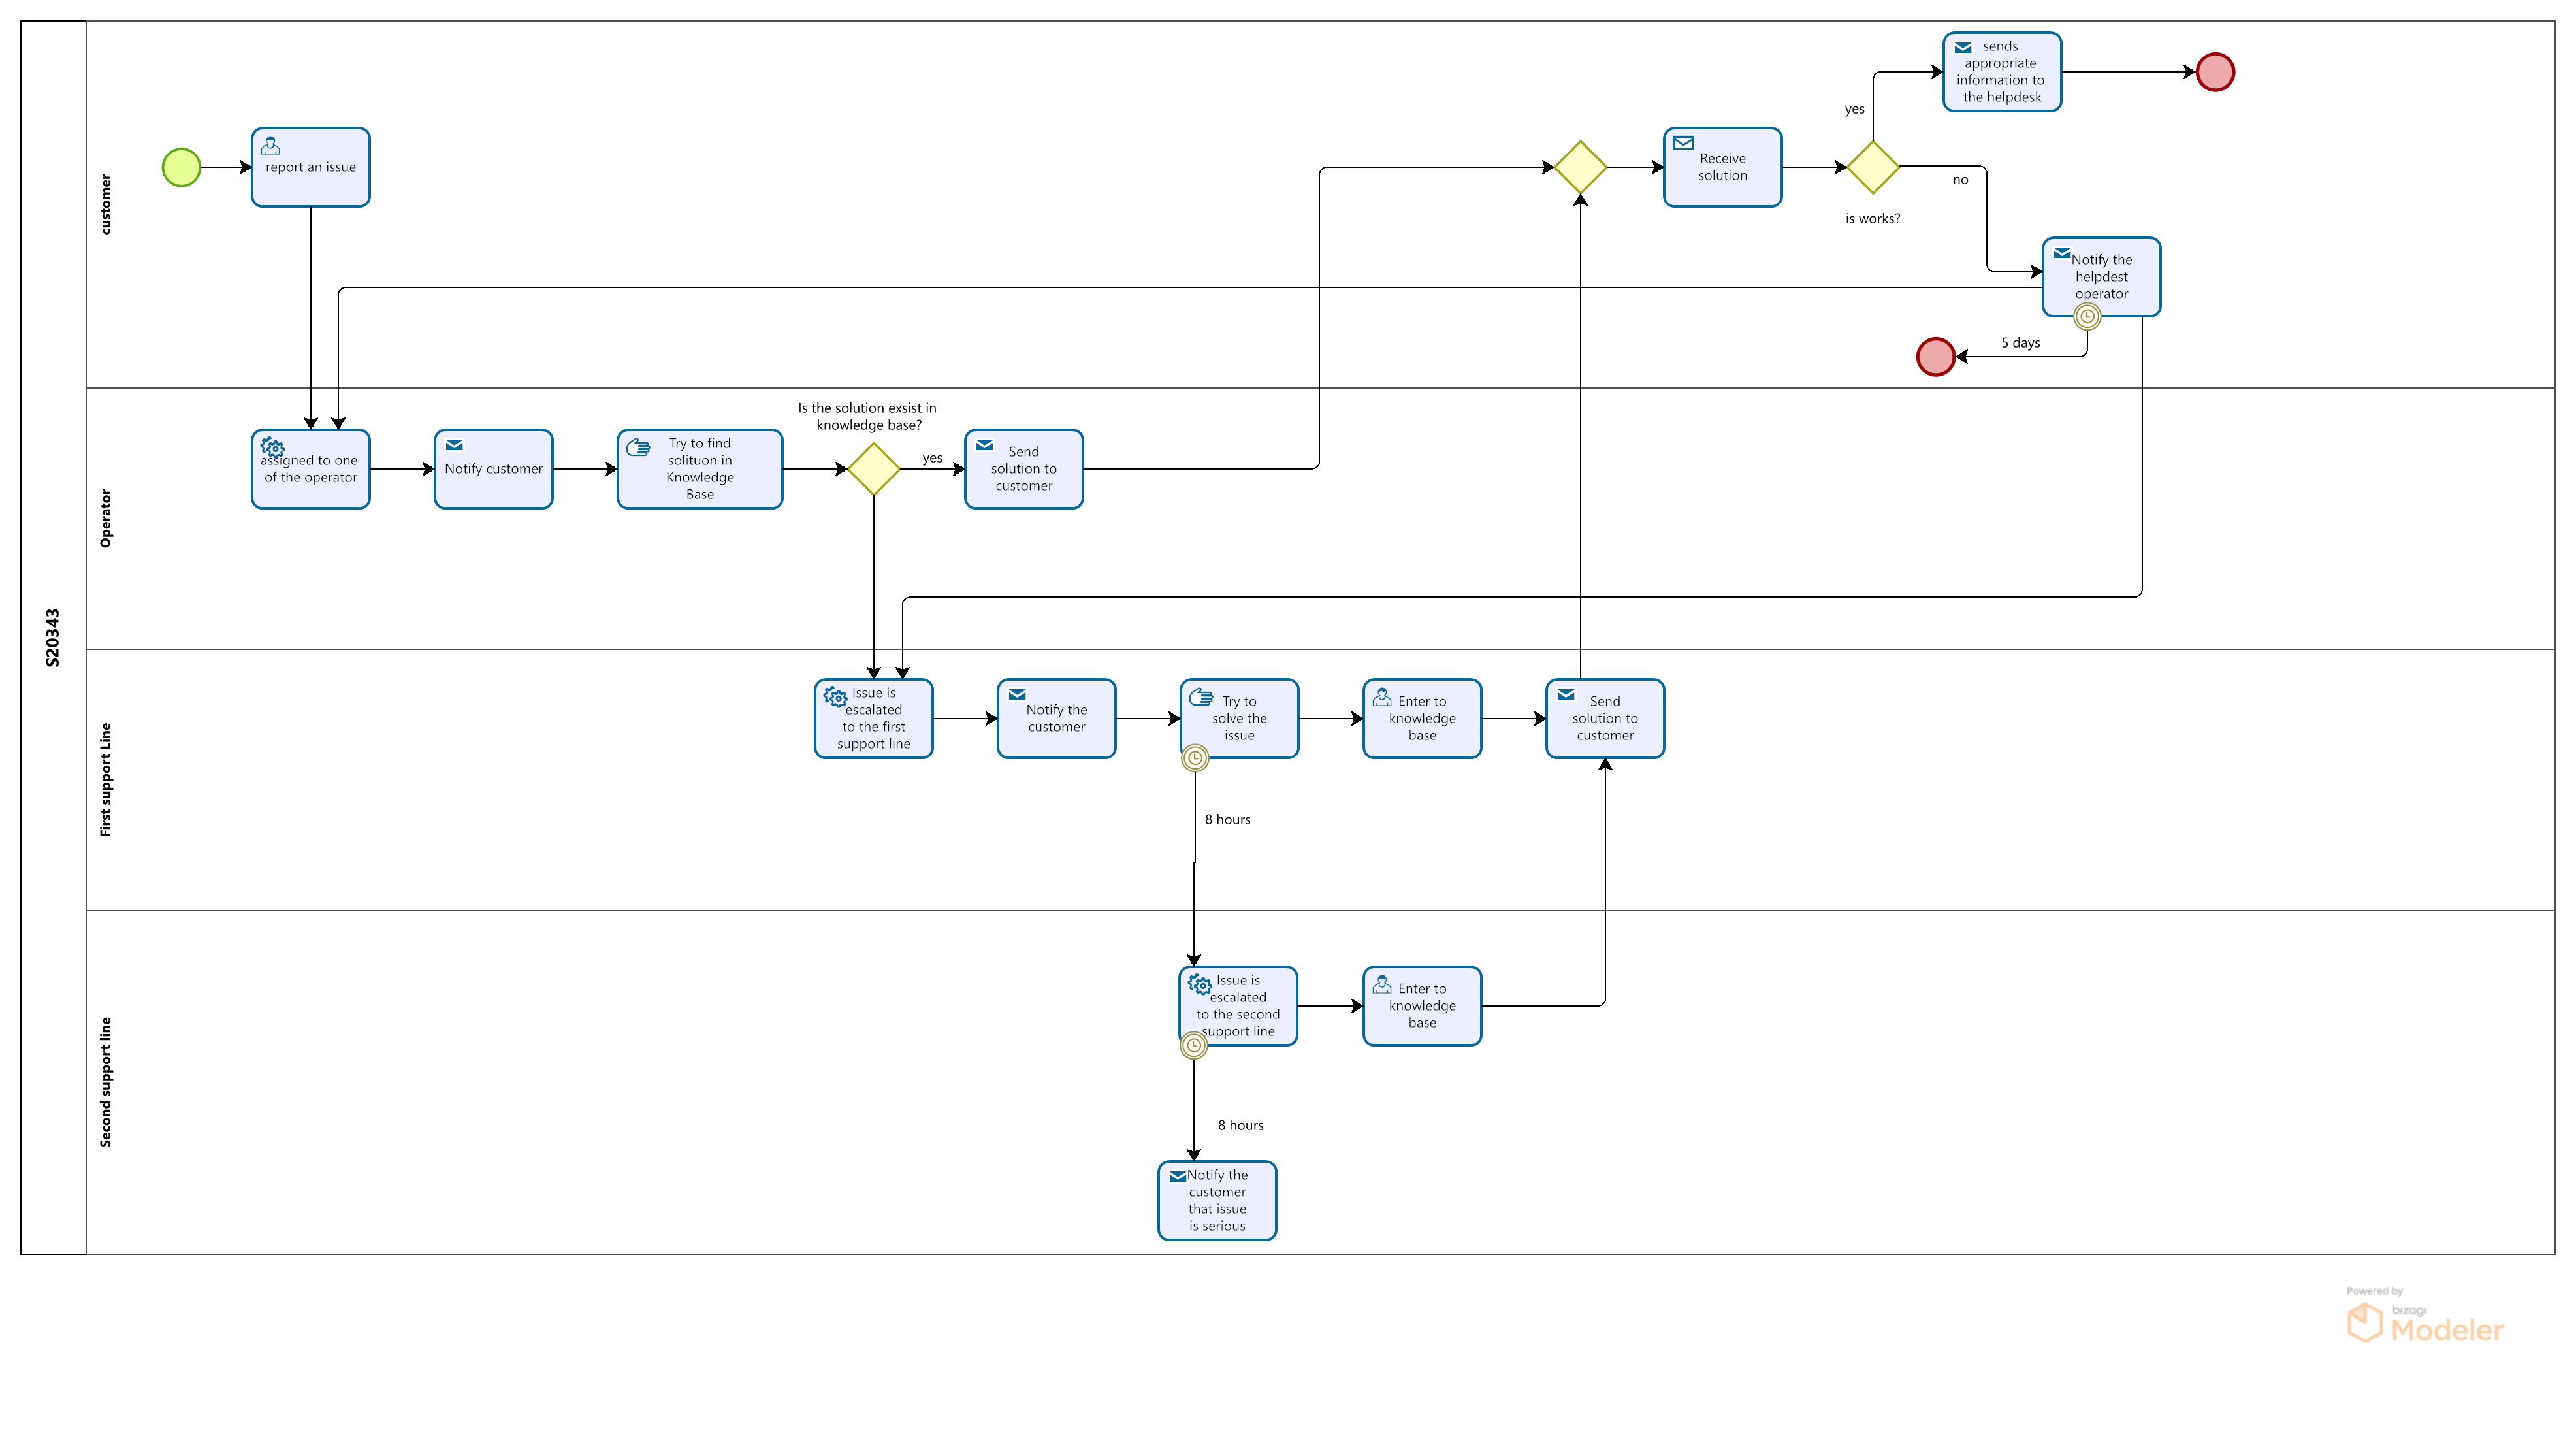 S20343
customer
report an issue
Receive
solution
yes
is works?
no
sends
appropriate
information to
the helpdesk
Notify the
helpdest
operator
5 days
Operator
assigned to one
of the operator
Notify customer
Try to find
solituon in
Knowledge
Base
Is the solution exsist in
knowledge base?
yes
Send
solution to
customer
First support Line
Issue is
escalated
to the first
support line
Notify the
customer
Try to
solve the
issue
8 hours
Enter to
knowledge
base
Send
solution to
customer
Second support line
Issue is
escalated
to the second
support line
8 hours
Enter to
knowledge
base
Notify the
customer
that issue
is serious
Powered by
bizagi
Modeler